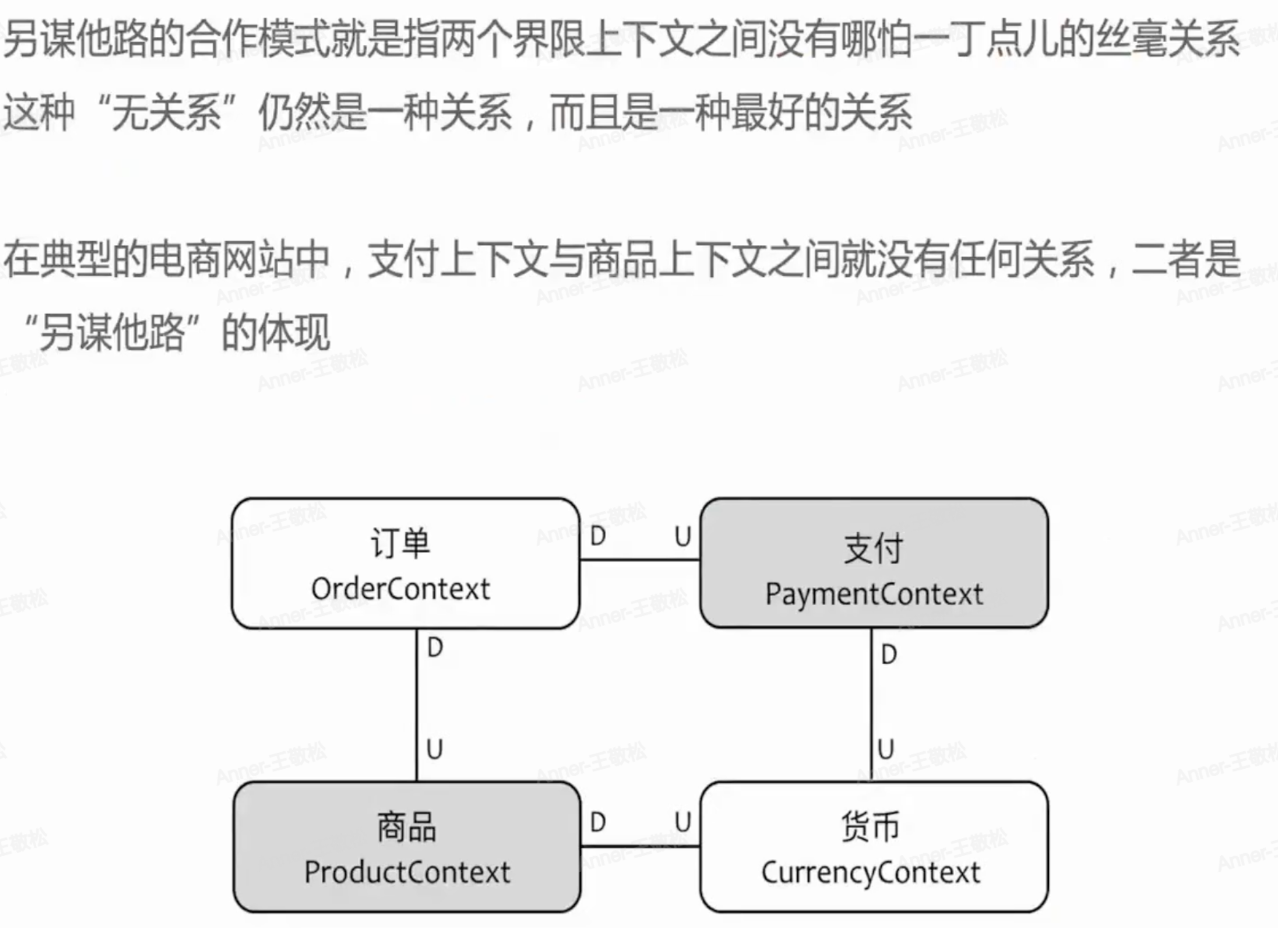 另谋他路的合作模式就是指两个界限上下文之间没有哪怕一丁点儿的丝毫关系
这种“无关系”仍然是一种关系，而且是一种最好的关系
在典型的电商网站中，支付上下文与商品上下文之间就没有任何关系，二者是
“另谋他路”的体现
订单
OrderContext
D
U
支付
PaymentContext
D
U
D
U
商品
ProductContext
D
U
货币
CurrencyContext
Anner-王敬松